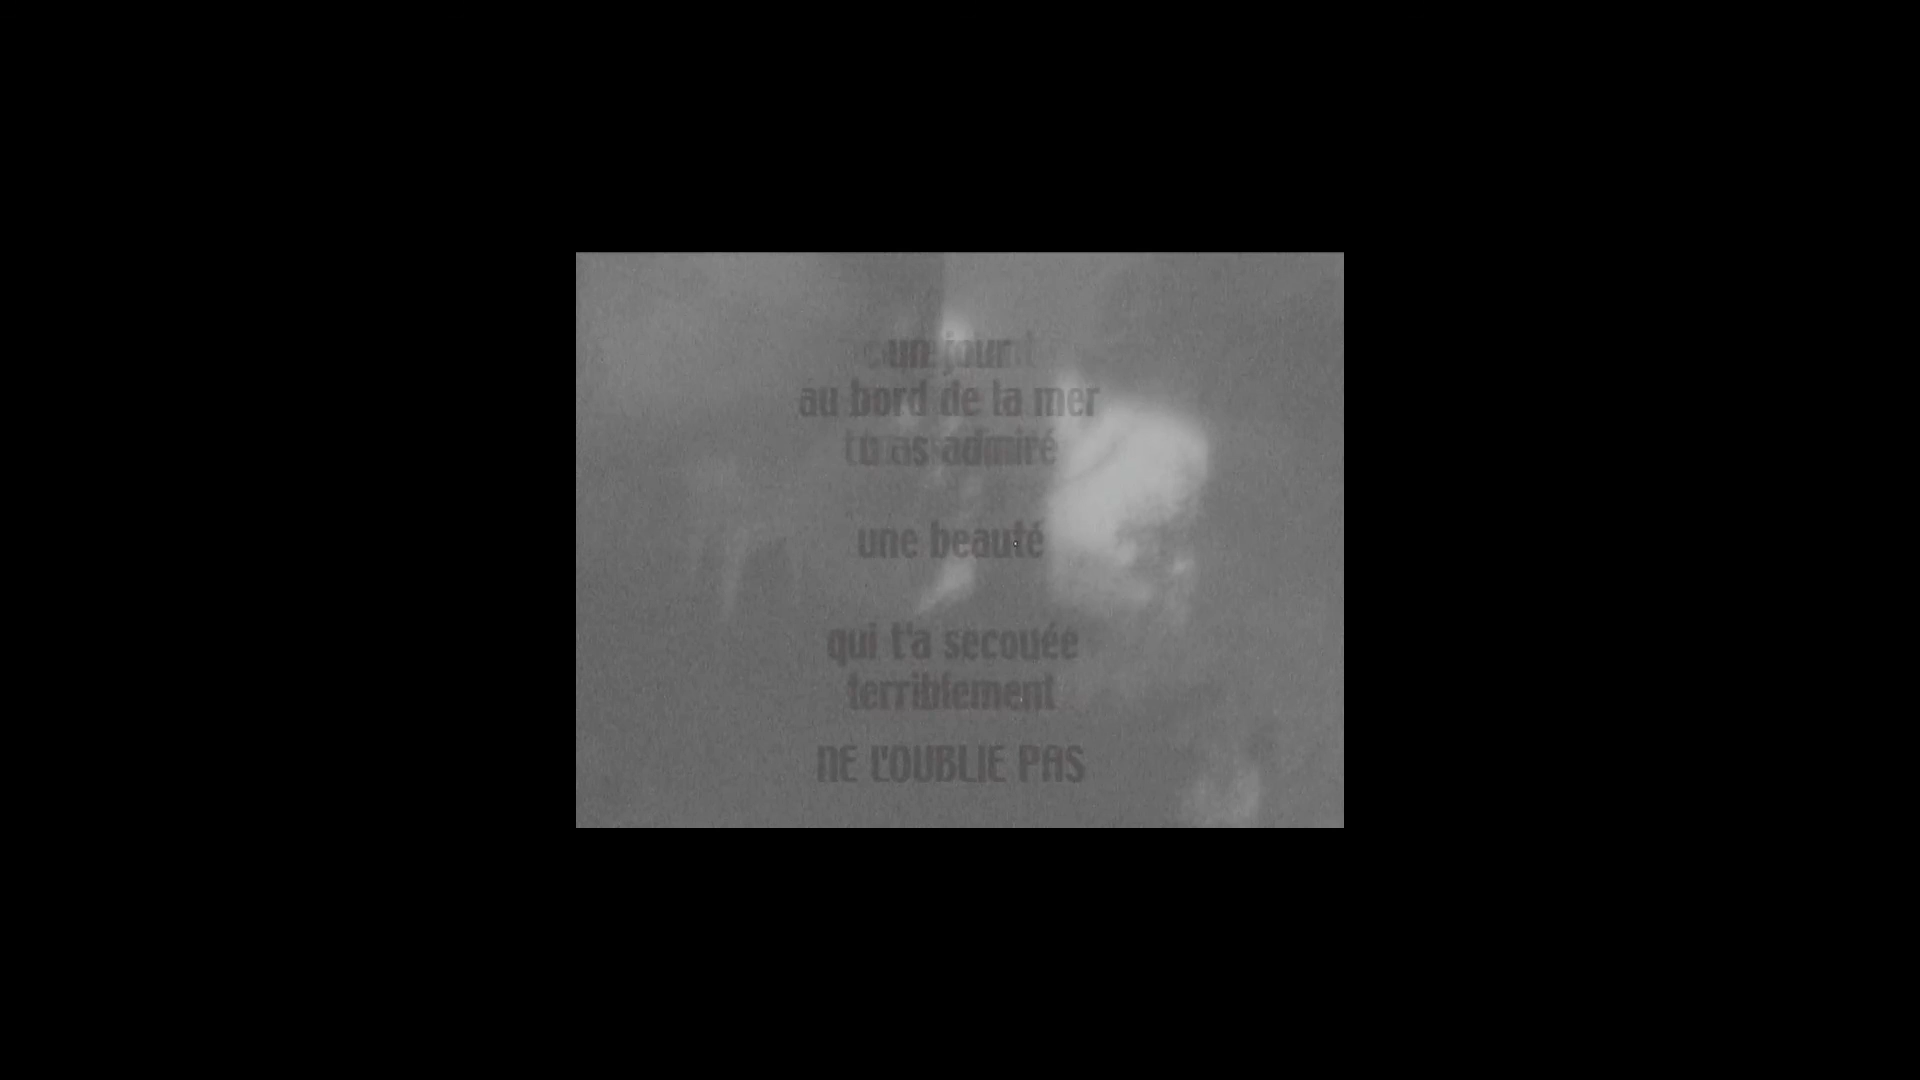 un jour
au bord de la mer
tu as admiré
une beauté
qui t'a secouée
terriblement
NE L'OUBLIE PAS